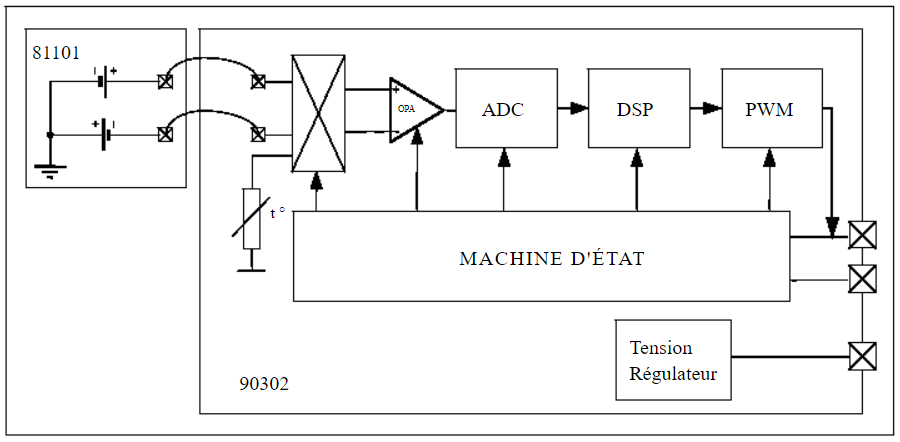 81101
- +
+ -
+
-
OPA
ADC
DSP
PWM
t °
MACHINE D'ÉTAT
Tension
Régulateur
90302